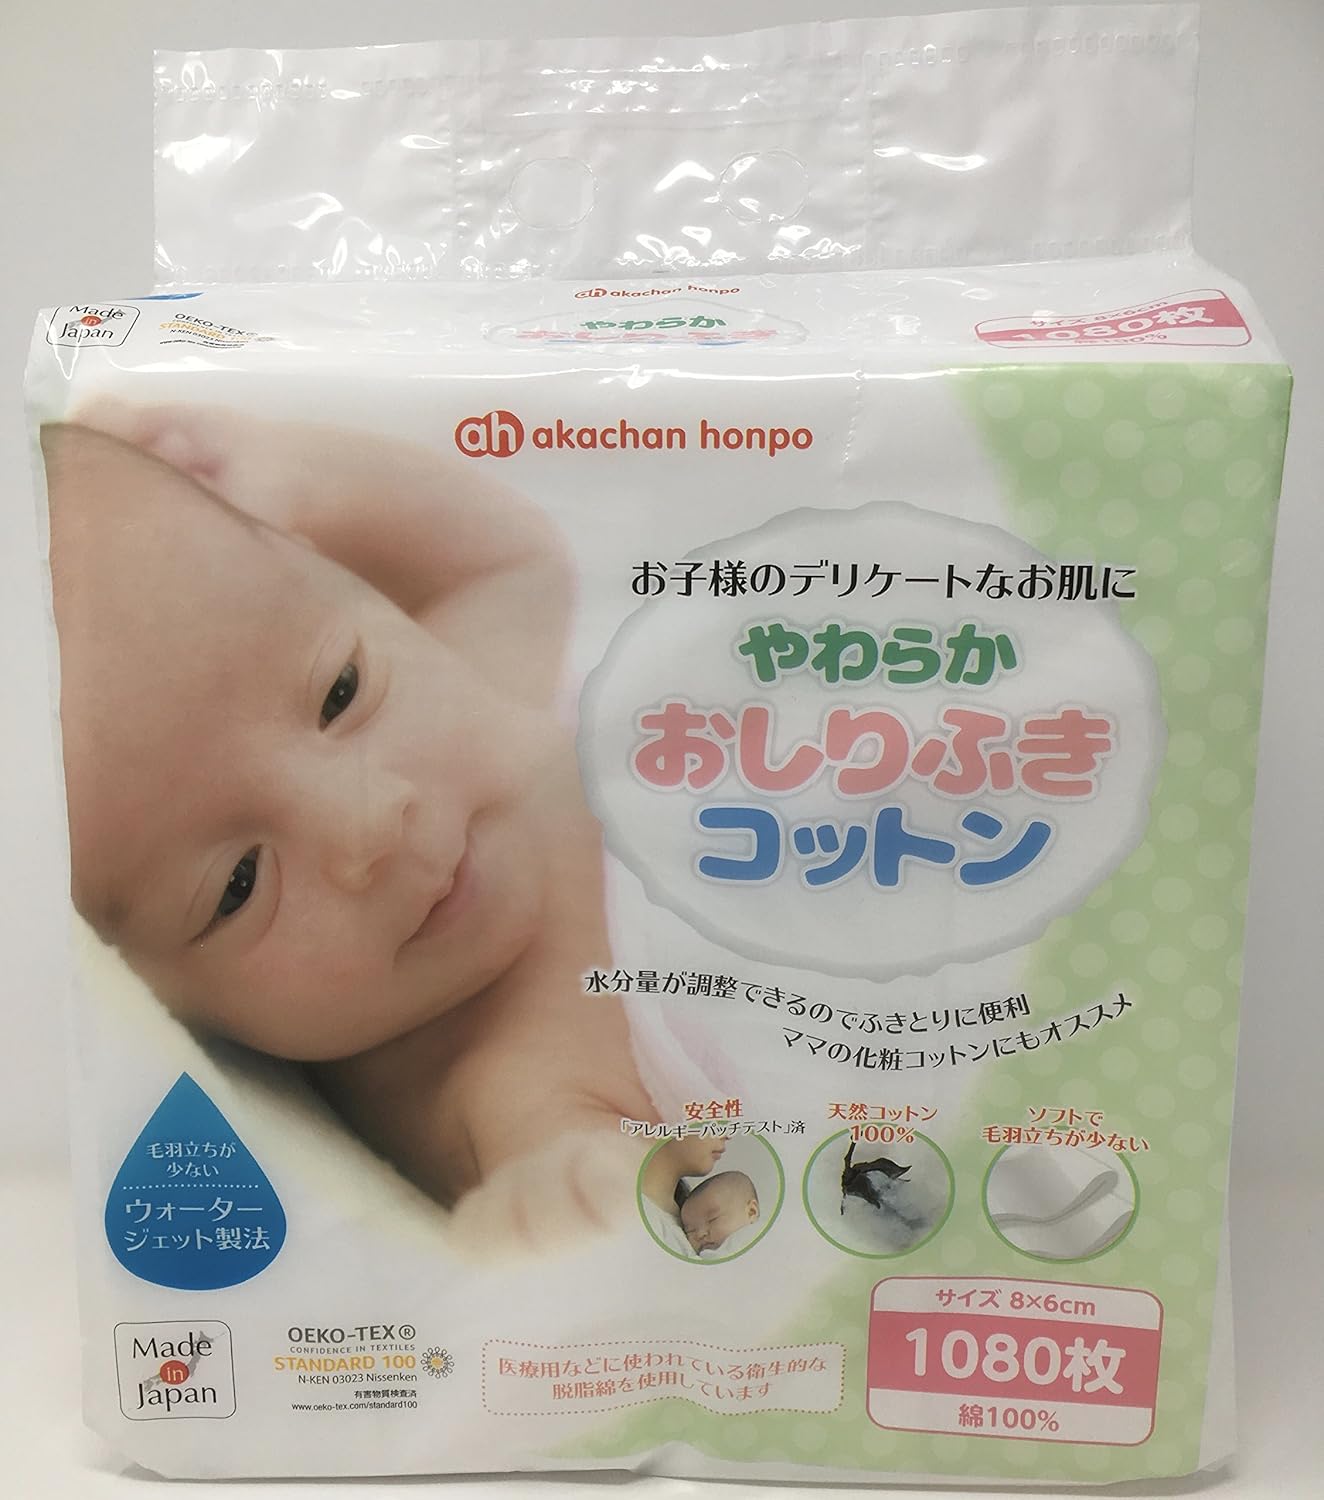 Made
in
Japan
OEKO-TEX®
STANDARD 100
ah akachan honpo
やわらか
おしりふき
サイズ 8×6cm
1080枚
綿100%
ah akachan honpo
お子様のデリケートなお肌に
やわらか
おしりふき
コットン
水分量が調整できるのでふきとりに便利
ママの化粧コットンにもオススメ
安全性
「アレルギーパッチテスト」済
天然コットン
100%
ソフトで
毛羽立ちが少ない
毛羽立ちが
少ない
ウォーター
ジェット製法
Made
in
Japan
OEKO-TEX®
CONFIDENCE IN TEXTILES
STANDARD 100
N-KEN 03023 Nissenken
有害物質検査済
www.oeko-tex.com/standard100
医療用などに使われている衛生的な
脱脂綿を使用しています
サイズ 8×6cm
1080枚
綿100%